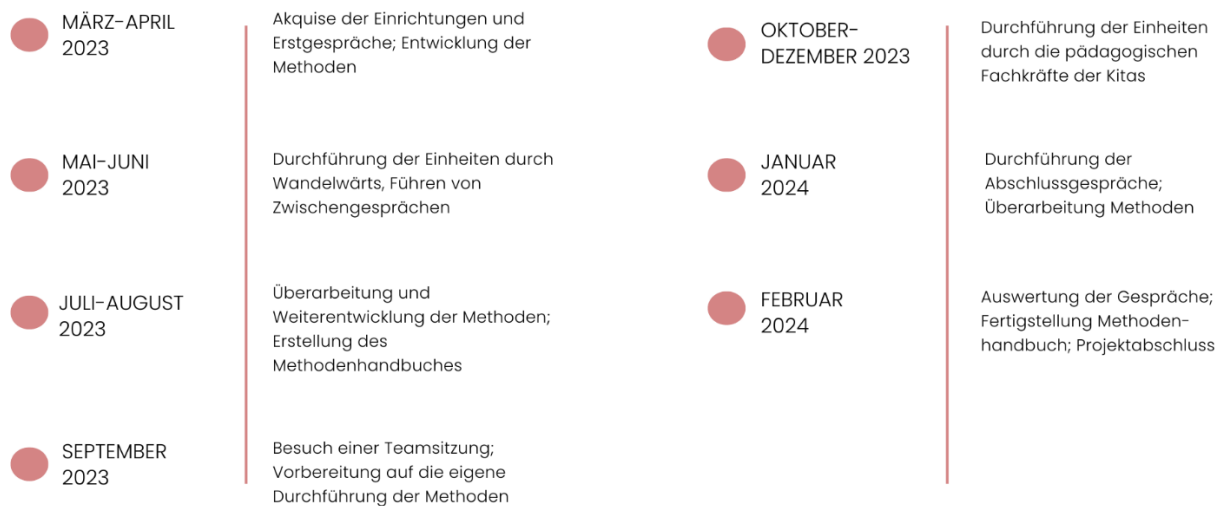 MÄRZ-APRIL
2023
Akquise der Einrichtungen und
Erstgespräche; Entwicklung der
Methoden
MAI-JUNI
2023
Durchführung der Einheiten durch
Wandelwärts, Führen von
Zwischengesprächen
JULI-AUGUST
2023
Überarbeitung und
Weiterentwicklung der Methoden;
Erstellung des
Methodenhandbuches
SEPTEMBER
2023
Besuch einer Teamsitzung;
Vorbereitung auf die eigene
Durchführung der Methoden
OKTOBER-
DEZEMBER 2023
Durchführung der Einheiten
durch die pädagogischen
Fachkräfte der Kitas
JANUAR
2024
Durchführung der
Abschlussgespräche;
Überarbeitung Methoden
FEBRUAR
2024
Auswertung der Gespräche;
Fertigstellung Methoden-
handbuch; Projektabschluss